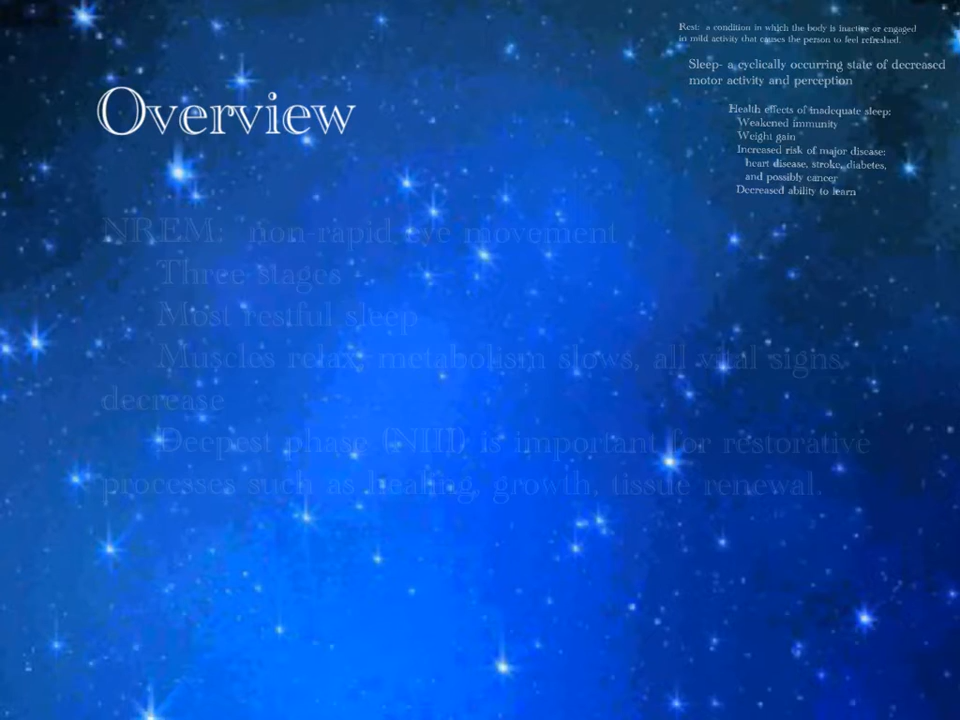 Rest: a condition in which the body is inactive or engaged
in mild activity that causes the person to feel refreshed.
Sleep- a cyclically occurring state of decreased
motor activity and perception
Overview
Health effects of inadequate sleep:
Weakened immunity
Weight gain
Increased risk of major disease:
heart disease, stroke, diabetes,
and possibly cancer
Decreased ability to learn
NREM: non-rapid eye movement
Three stages
Most restful sleep
Muscles relax, metabolism slows, all vital signs
decrease
Deepest phase (NIII) is important for restorative
processes such as healing, growth, tissue renewal.